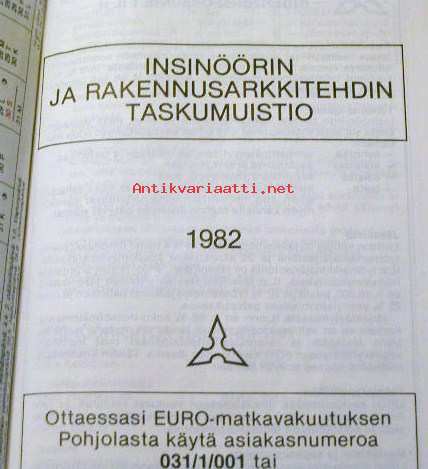 INSINÖÖRIN
JA RAKENNUSARKKITEHDIN
TASKUMUISTIO
Antikvariaatti.net
1982
Ottaessasi EURO-matkavakuutuksen
Pohjolasta käytä asiakasnumeroa
031/1/001 tai